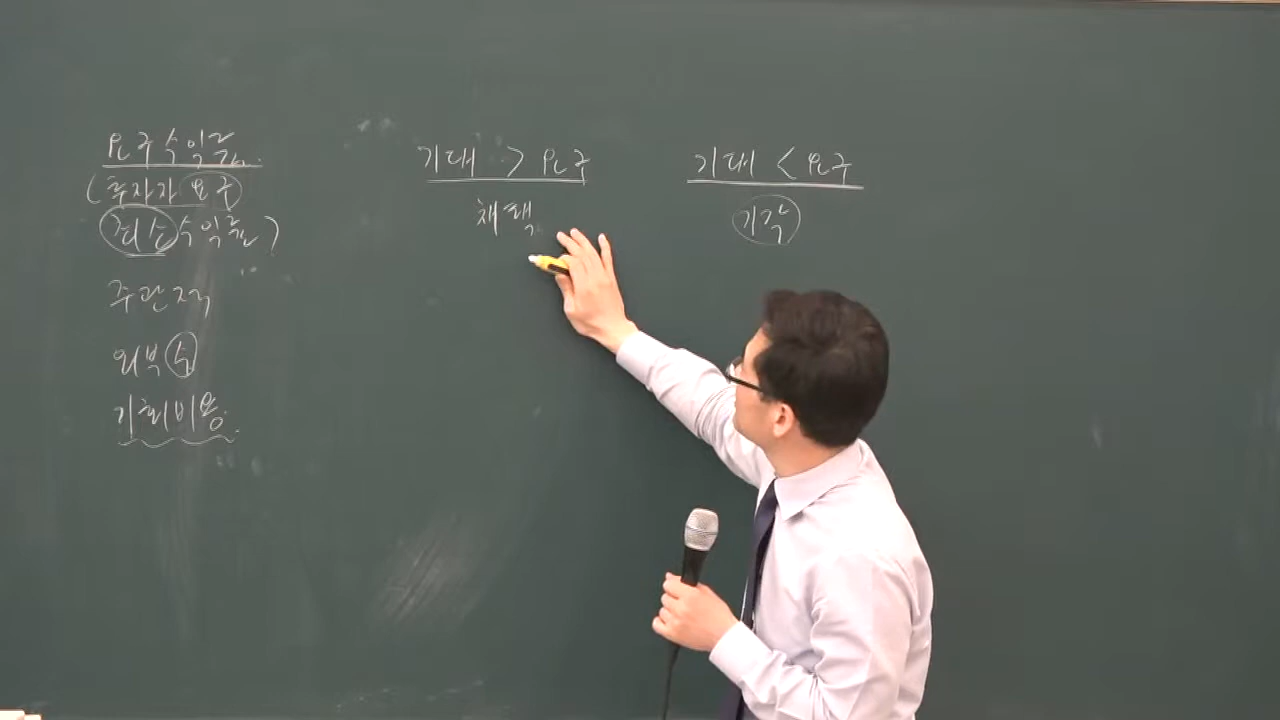 요구수익률
(투자자 요구
최소수익률)
주관적
외부수
기회비용
기대 > 요구
채택
기대 < 요구
기각